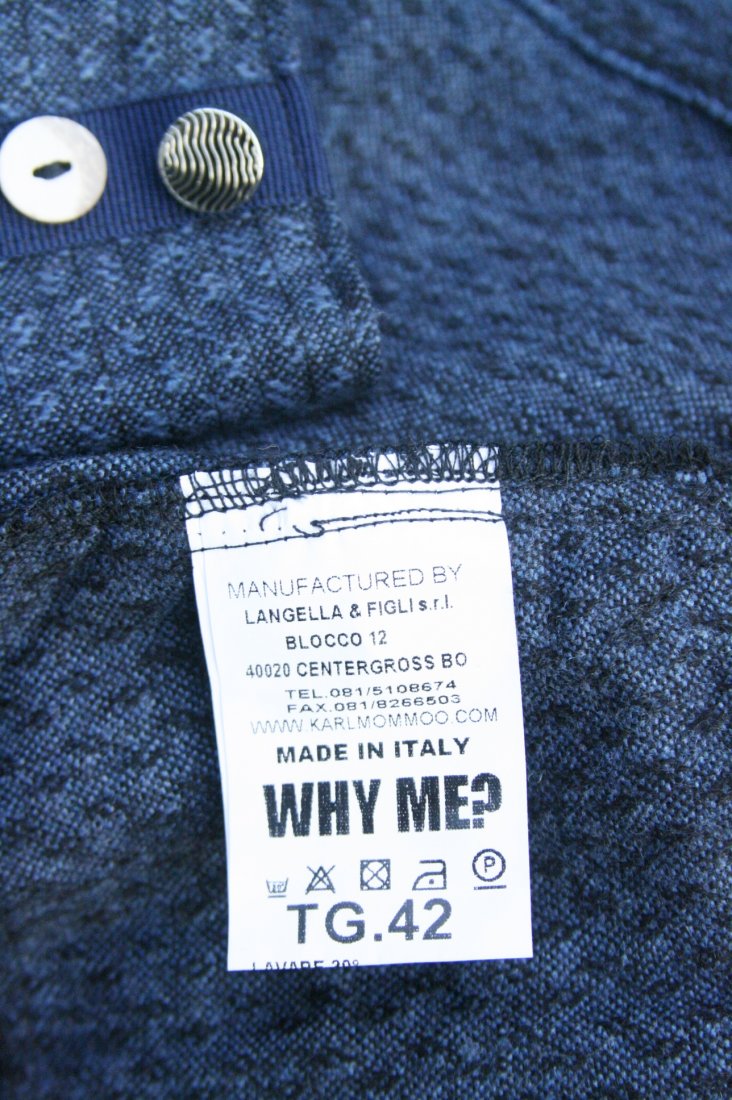 MANUFACTURED BY
LANGELLA & FIGLI s.r.l.
BLOCCO 12
40020 CENTERGROSS BO
TEL.081/5108674
FAX.081/8266503
WWW.KARLMOMMOO.COM
MADE IN ITALY
WHY ME?
P
TG.42
LAVARE